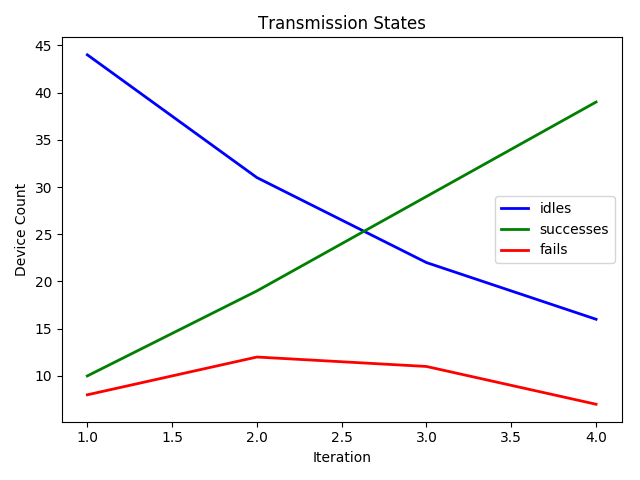 Transmission States
45
40
35
30
25
20
15
10
Device Count
idles
successes
fails
1.0 1.5 2.0 2.5 3.0 3.5 4.0
Iteration